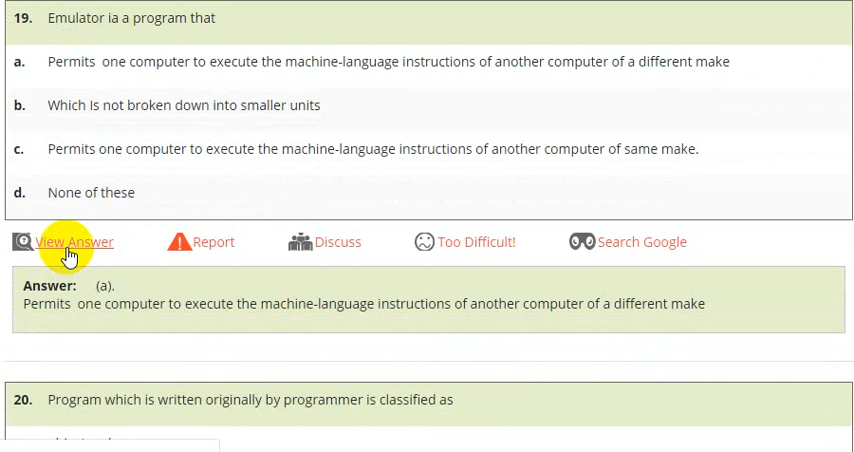 19. Emulator ia a program that
a. Permits one computer to execute the machine-language instructions of another computer of a different make
b. Which Is not broken down into smaller units
c. Permits one computer to execute the machine-language instructions of another computer of same make.
d. None of these
View Answer Report Discuss Too Difficult! Search Google
Answer: (a).
Permits one computer to execute the machine-language instructions of another computer of a different make
20. Program which is written originally by programmer is classified as